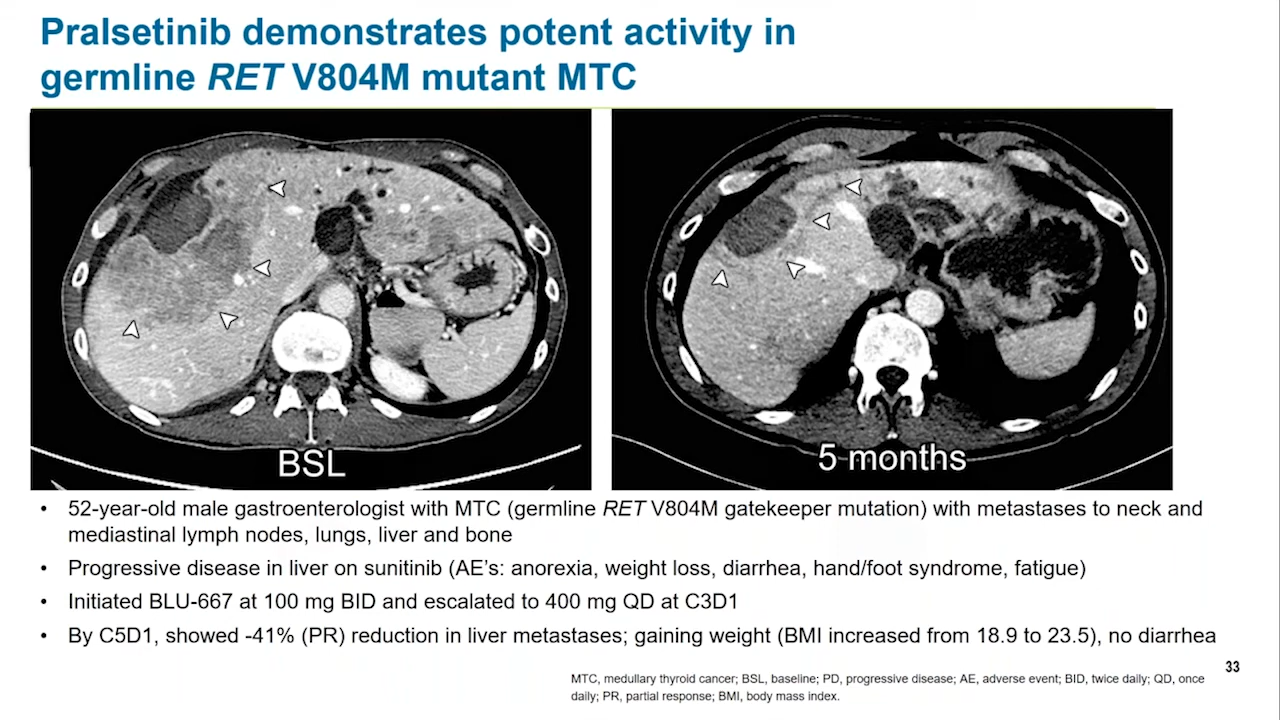 Pralsetinib demonstrates potent activity in
germline RET V804M mutant MTC
BSL
5 months
• 52-year-old male gastroenterologist with MTC (germline RET V804M gatekeeper mutation) with metastases to neck and
mediastinal lymph nodes, lungs, liver and bone
• Progressive disease in liver on sunitinib (AE’s: anorexia, weight loss, diarrhea, hand/foot syndrome, fatigue)
• Initiated BLU-667 at 100 mg BID and escalated to 400 mg QD at C3D1
• By C5D1, showed -41% (PR) reduction in liver metastases; gaining weight (BMI increased from 18.9 to 23.5), no diarrhea
33
MTC, medullary thyroid cancer; BSL, baseline; PD, progressive disease; AE, adverse event; BID, twice daily; QD, once
daily; PR, partial response; BMI, body mass index.